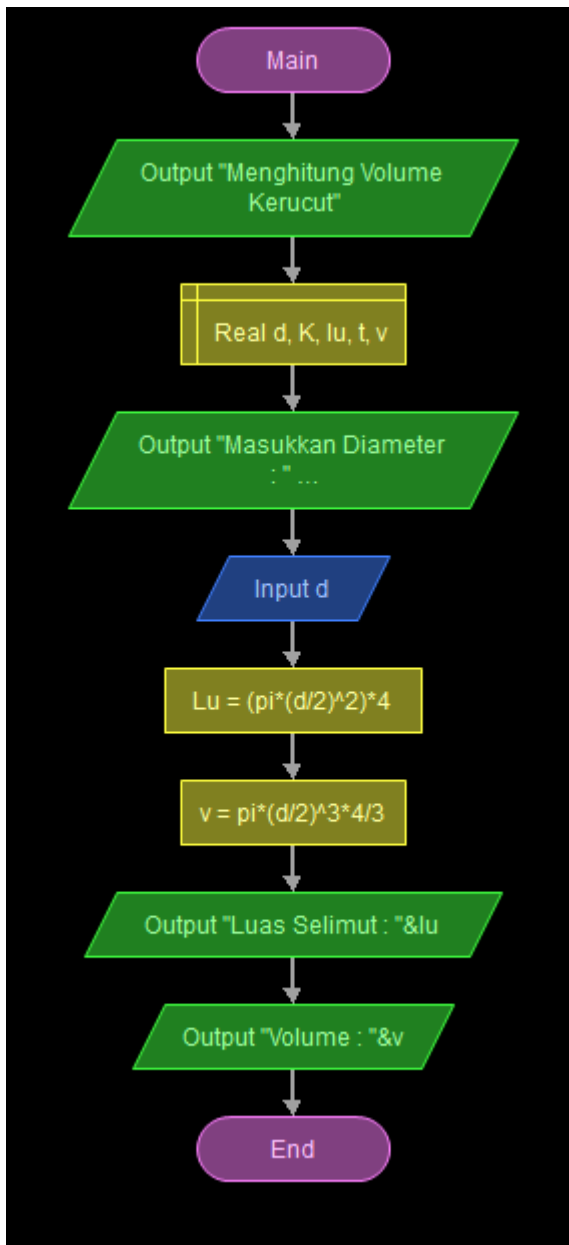 Main
Output "Menghitung Volume
Kerucut"
Real d, K, lu, t, v
Output "Masukkan Diameter
: " ...
Input d
Lu = (pi*(d/2)^2)*4
v = pi*(d/2)^3*4/3
Output "Luas Selimut : "&lu
Output "Volume : "&v
End